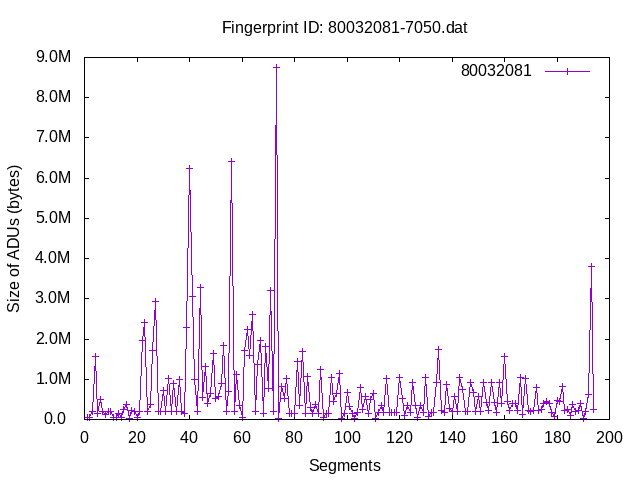 Fingerprint ID: 80032081-7050.dat
9.0M
8.0M
7.0M
6.0M
5.0M
4.0M
3.0M
2.0M
1.0M
0.0
80032081
Size of ADUs (bytes)
0 20 40 60 80 100 120 140 160 180 200
Segments